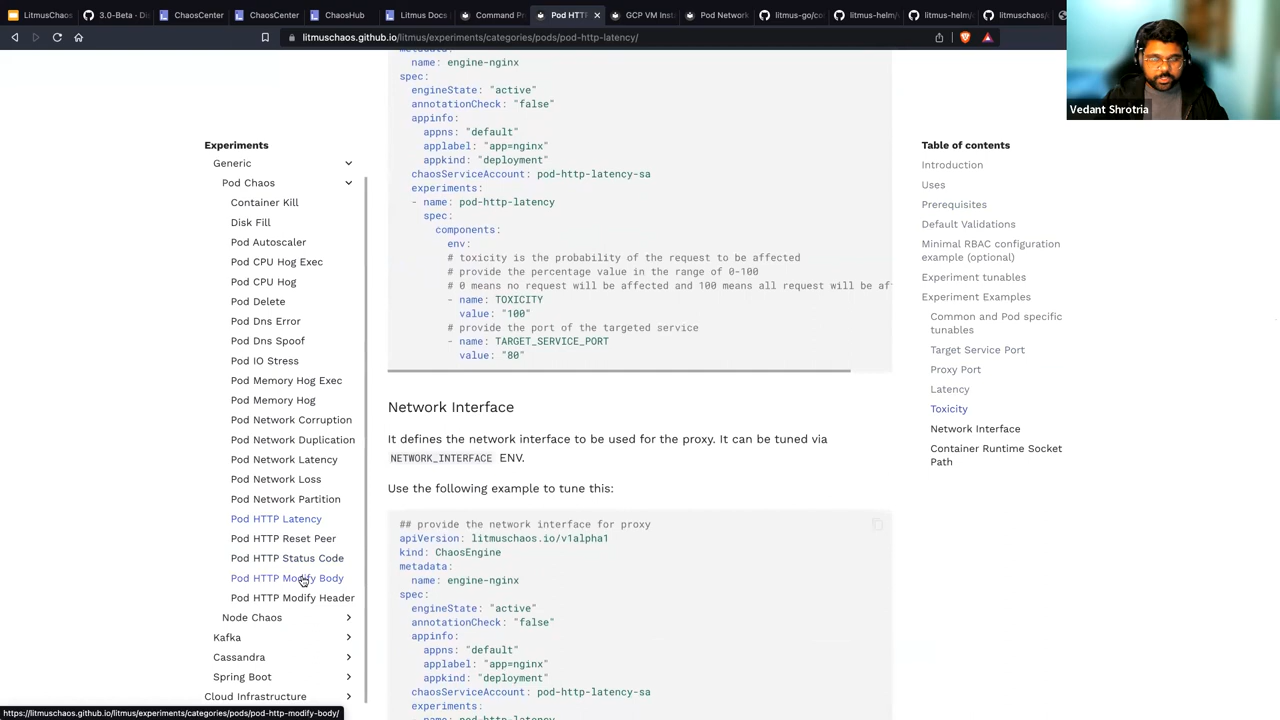 LitmusChaos
3.0-Beta - Di
ChaosCenter
ChaosCenter
ChaosHub
Litmus Docs
Command Pr
Pod HTT
GCP VM Inst
Pod Network
litmus-go/co
litmus-helm/
litmus-helm/
litmuschaos/
litmuschaos.github.io/litmus/experiments/categories/pods/pod-http-latency/
Vedant Shrotria
Experiments
Generic
Pod Chaos
Container Kill
Disk Fill
Pod Autoscaler
Pod CPU Hog Exec
Pod CPU Hog
Pod Delete
Pod Dns Error
Pod Dns Spoof
Pod IO Stress
Pod Memory Hog Exec
Pod Memory Hog
Pod Network Corruption
Pod Network Duplication
Pod Network Latency
Pod Network Loss
Pod Network Partition
Pod HTTP Latency
Pod HTTP Reset Peer
Pod HTTP Status Code
Pod HTTP Modify Body
Pod HTTP Modify Header
Node Chaos
Kafka
Cassandra
Spring Boot
Cloud Infrastructure
metadata:
name: engine-nginx
spec:
engineState: "active"
annotationCheck: "false"
appinfo:
appns: "default"
applabel: "app=nginx"
appkind: "deployment"
chaosServiceAccount: pod-http-latency-sa
experiments:
- name: pod-http-latency
spec:
components:
env:
# toxicity is the probability of the request to be affected
# provide the percentage value in the range of 0-100
# 0 means no request will be affected and 100 means all request will be af
- name: TOXICITY
value: "100"
# provide the port of the targeted service
- name: TARGET_SERVICE_PORT
value: "80"
Network Interface
It defines the network interface to be used for the proxy. It can be tuned via
NETWORK_INTERFACE ENV.
Use the following example to tune this:
## provide the network interface for proxy
apiVersion: litmuschaos.io/v1alpha1
kind: ChaosEngine
metadata:
name: engine-nginx
spec:
engineState: "active"
annotationCheck: "false"
appinfo:
appns: "default"
applabel: "app=nginx"
appkind: "deployment"
chaosServiceAccount: pod-http-latency-sa
experiments:
- name: pod-http-latency
Table of contents
Introduction
Uses
Prerequisites
Default Validations
Minimal RBAC configuration
example (optional)
Experiment tunables
Experiment Examples
Common and Pod specific
tunables
Target Service Port
Proxy Port
Latency
Toxicity
Network Interface
Container Runtime Socket
Path
https://litmuschaos.github.io/litmus/experiments/categories/pods/pod-http-modify-body/